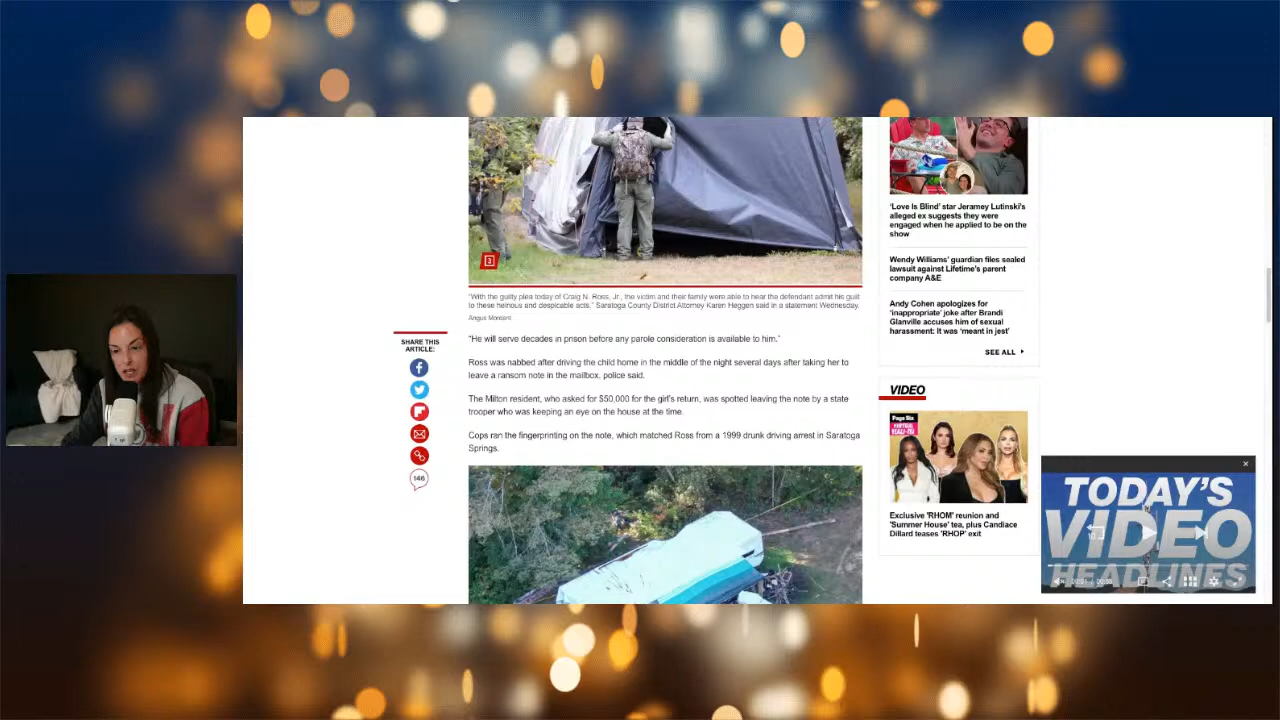 "With the guilty plea today of Craig N. Ross, Jr., the victim and their family were able to hear the defendant admit his guilt
to these heinous and despicable acts," Saratoga County District Attorney Karen Heggen said in a statement Wednesday.
Angus Mordant
SHARE THIS
ARTICLE:
146
"He will serve decades in prison before any parole consideration is available to him."
Ross was nabbed after driving the child home in the middle of the night several days after taking her to
leave a ransom note in the mailbox, police said.
The Milton resident, who asked for $50,000 for the girl's return, was spotted leaving the note by a state
trooper who was keeping an eye on the house at the time.
Cops ran the fingerprinting on the note, which matched Ross from a 1999 drunk driving arrest in Saratoga
Springs.
3
'Love Is Blind' star Jeramey Lutinski's
alleged ex suggests they were
engaged when he applied to be on the
show
Wendy Williams' guardian files sealed
lawsuit against Lifetime's parent
company A&E
Andy Cohen apologizes for
'inappropriate' joke after Brandi
Glanville accuses him of sexual
harassment: It was 'meant in jest'
SEE ALL
VIDEO
Page Six
Exclusive 'RHOM' reunion and
'Summer House' tea, plus Candiace
Dillard teases 'RHOP' exit
TODAY'S
VIDEO
HEADLINES
10